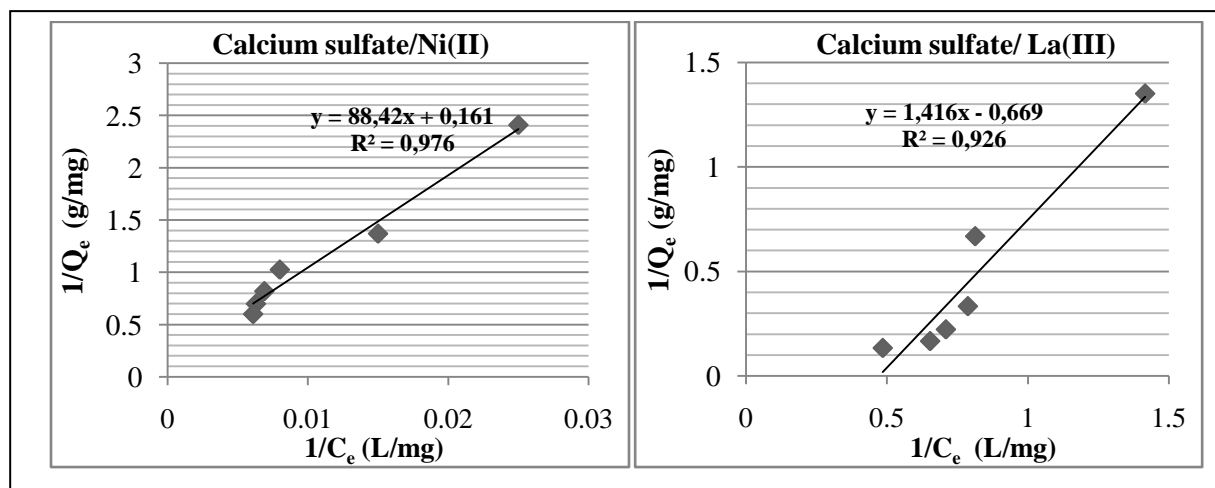 Calcium sulfate/Ni(II)
3
2.5
2
1.5
1
0.5
0
y = 88,42x + 0,161
R² = 0,976
1/Qₑ (g/mg)
0
0.01
0.02
0.03
1/Cₑ (L/mg)
Calcium sulfate/ La(III)
1.5
1
0.5
0
y = 1,416x - 0,669
R² = 0,926
1/Qₑ (g/mg)
0
0.5
1
1.5
1/Cₑ (L/mg)